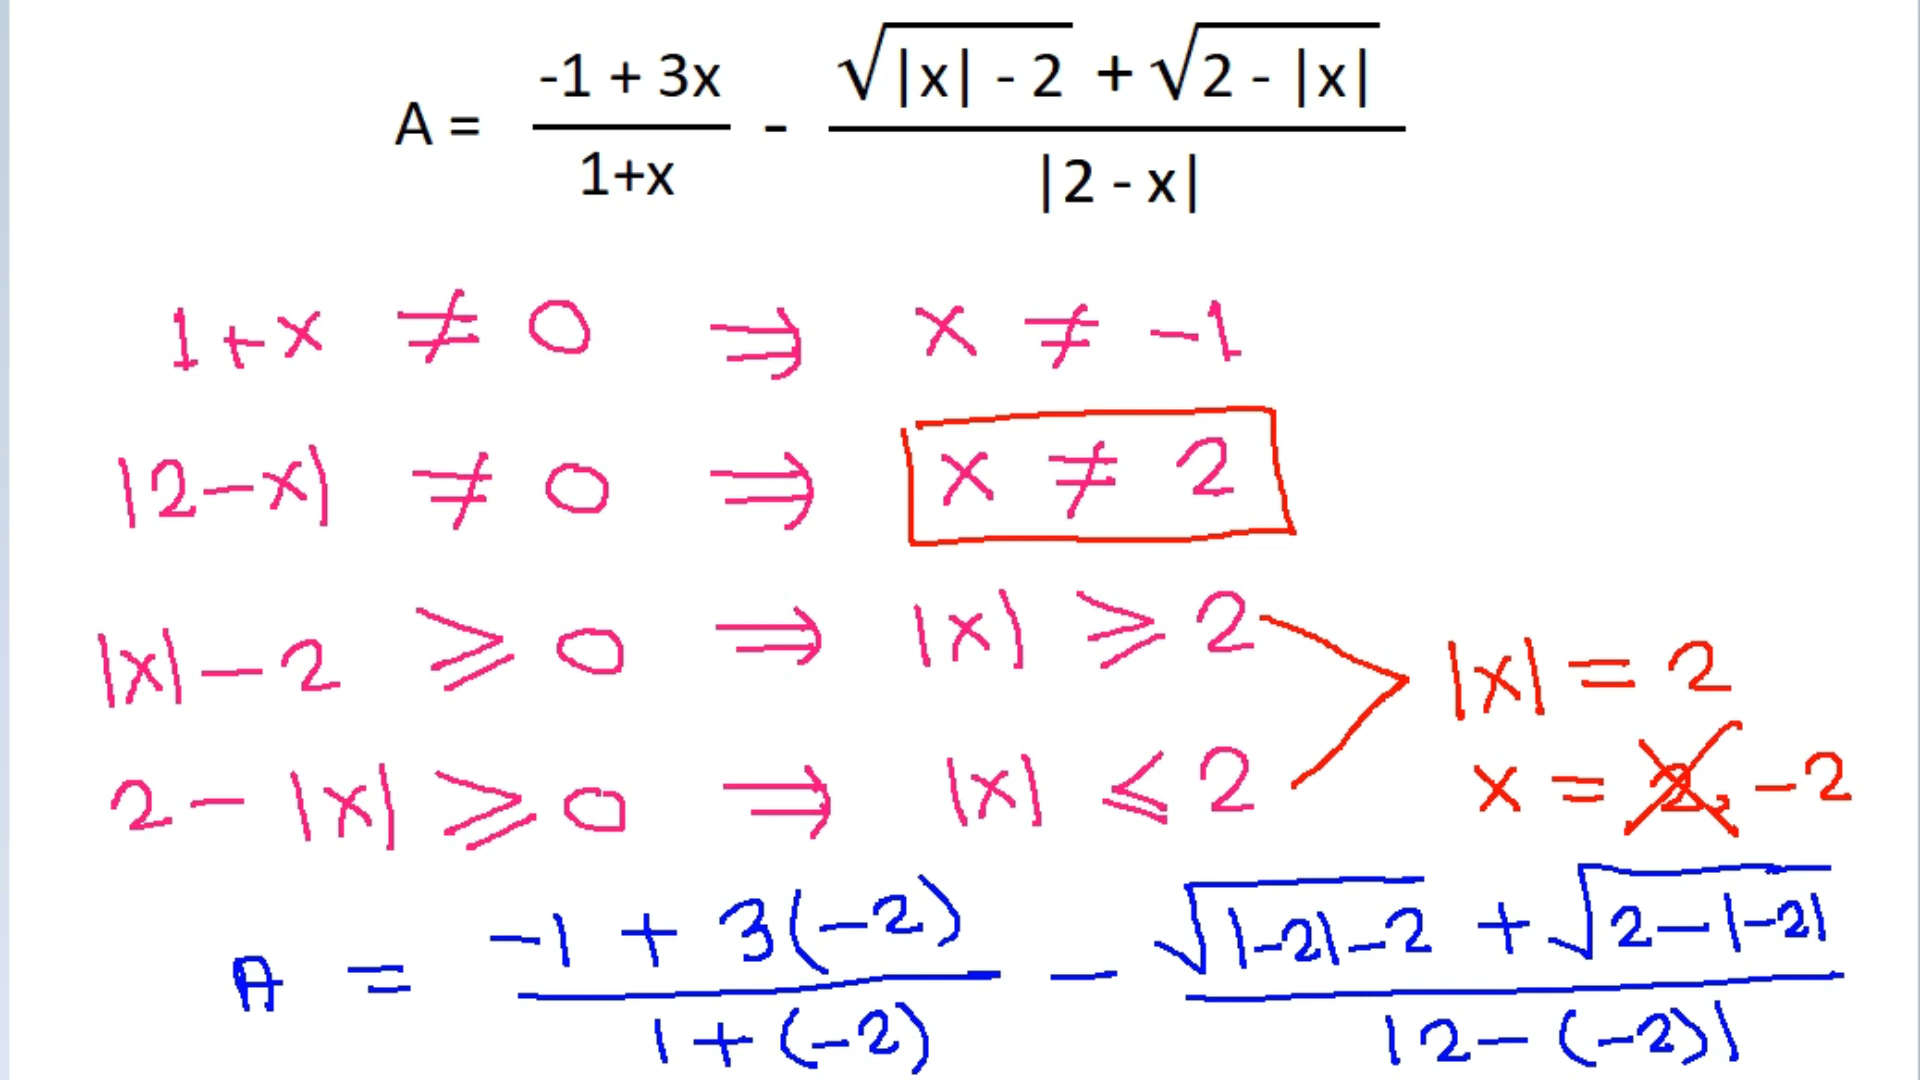 A = (-1 + 3x)/(1+x) - (√(|x| - 2) + √(2 - |x|))/|2 - x|
1+x ≠ 0 ⇒ x ≠ -1
|2-x| ≠ 0 ⇒ x ≠ 2
|x|-2 ⩾ 0 ⇒ |x| ⩾ 2
|x| = 2
2-|x| ⩾ 0 ⇒ |x| ⩽ 2
x = 2, -2
A = (-1 + 3(-2))/(1+(-2)) - (√(|-2|-2) + √(2-|-2|))/|2-(-2)|